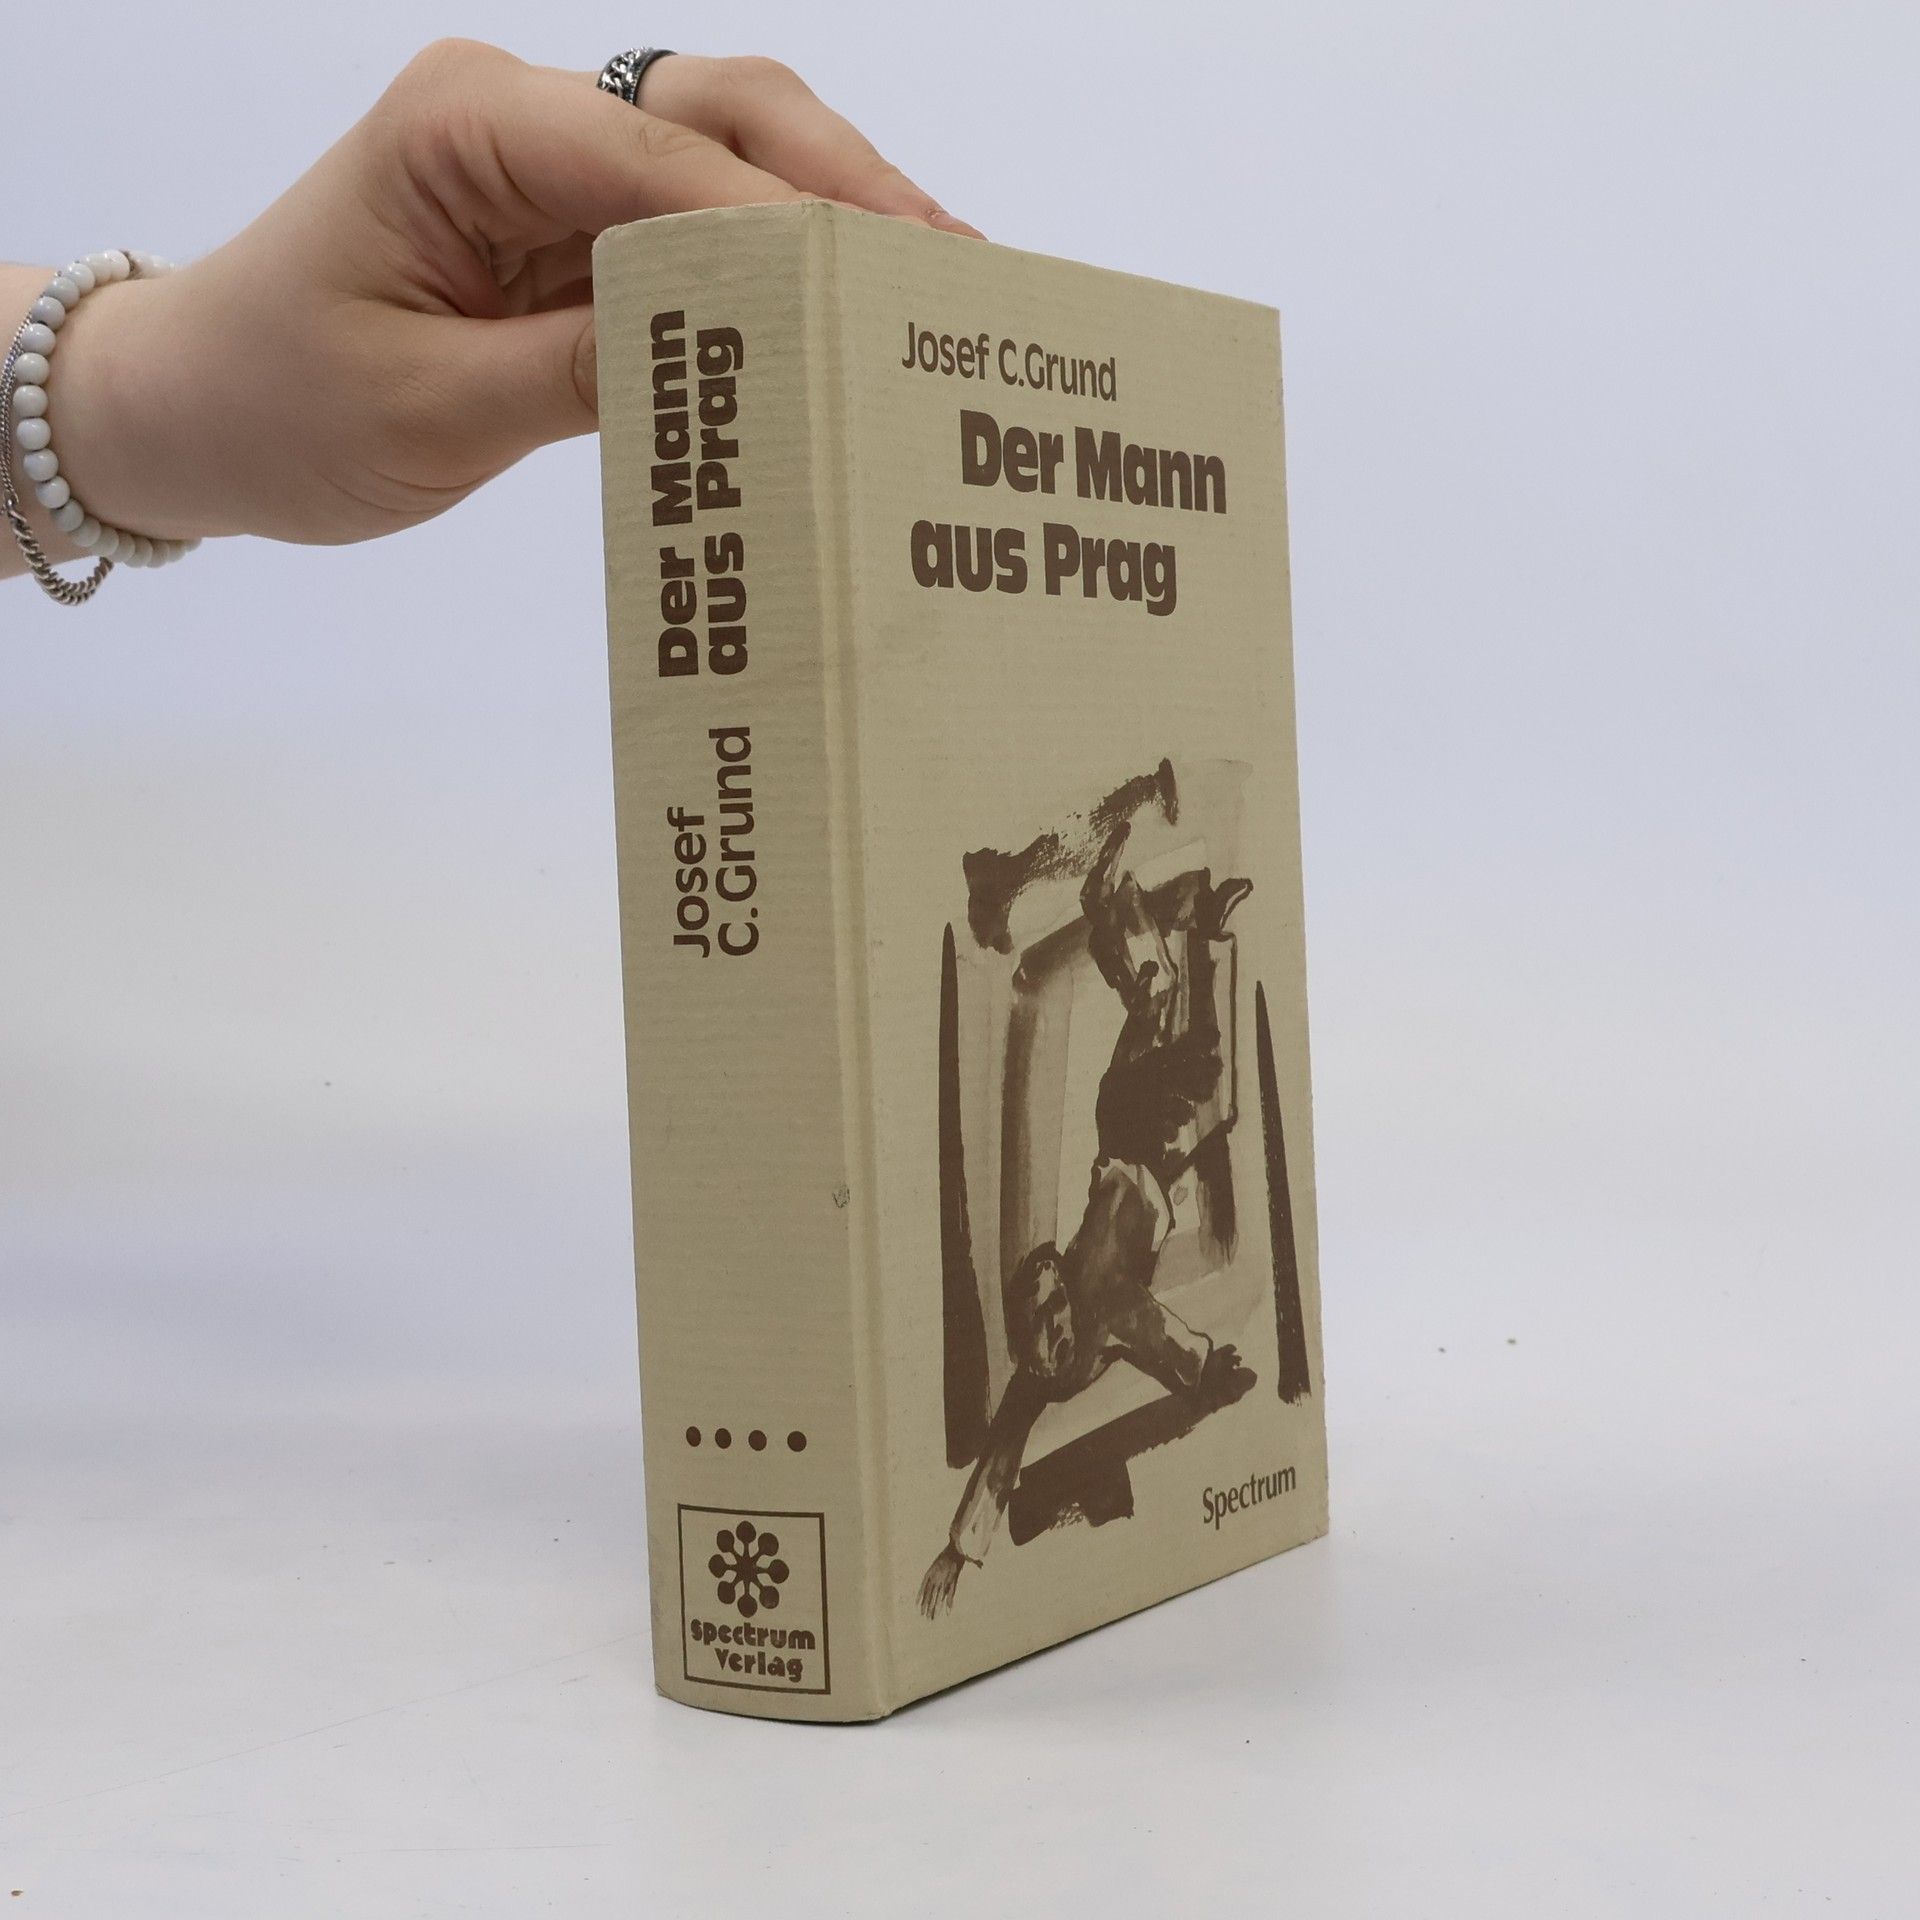 Der Mann
aus Prag
Josef
C.Grund
spectrum
verlag
Josef C.Grund
Der Mann
aus Prag
Spectrum